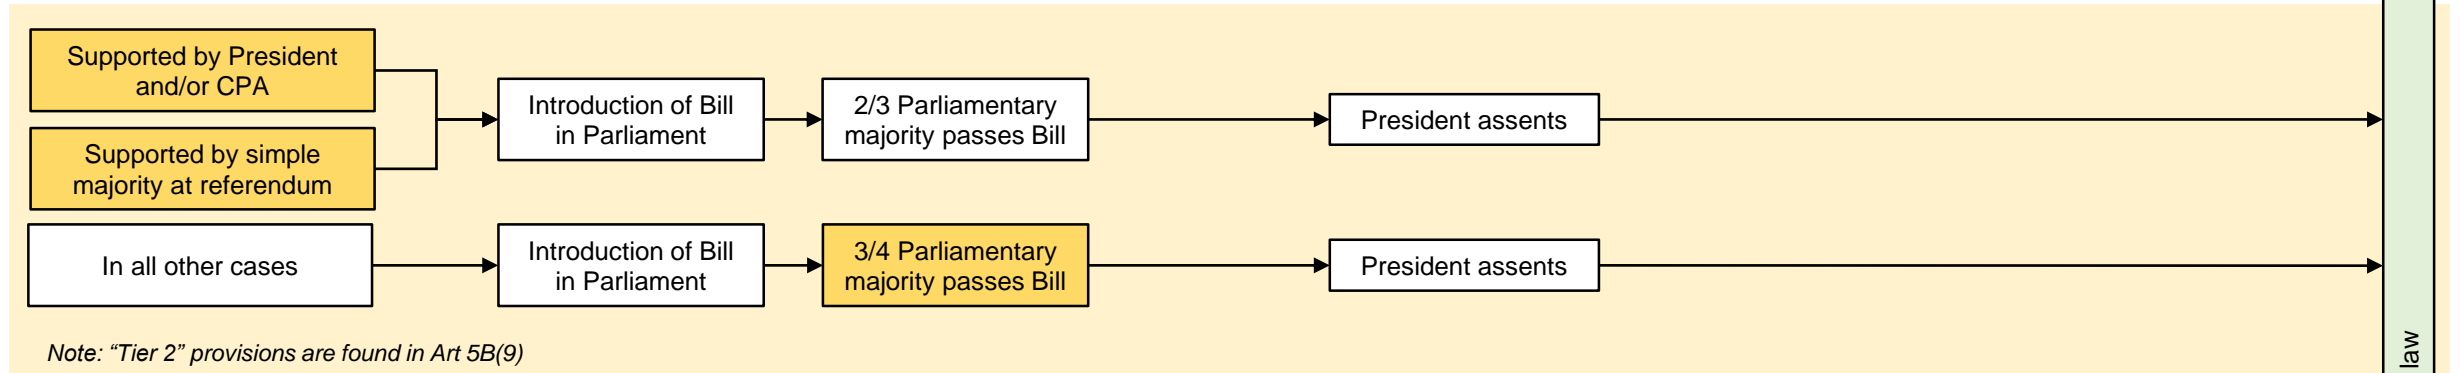 Supported by President
and/or CPA
Supported by simple
majority at referendum
Introduction of Bill
in Parliament
2/3 Parliamentary
majority passes Bill
President assents
In all other cases
Introduction of Bill
in Parliament
3/4 Parliamentary
majority passes Bill
President assents
Note: “Tier 2” provisions are found in Art 5B(9)
law